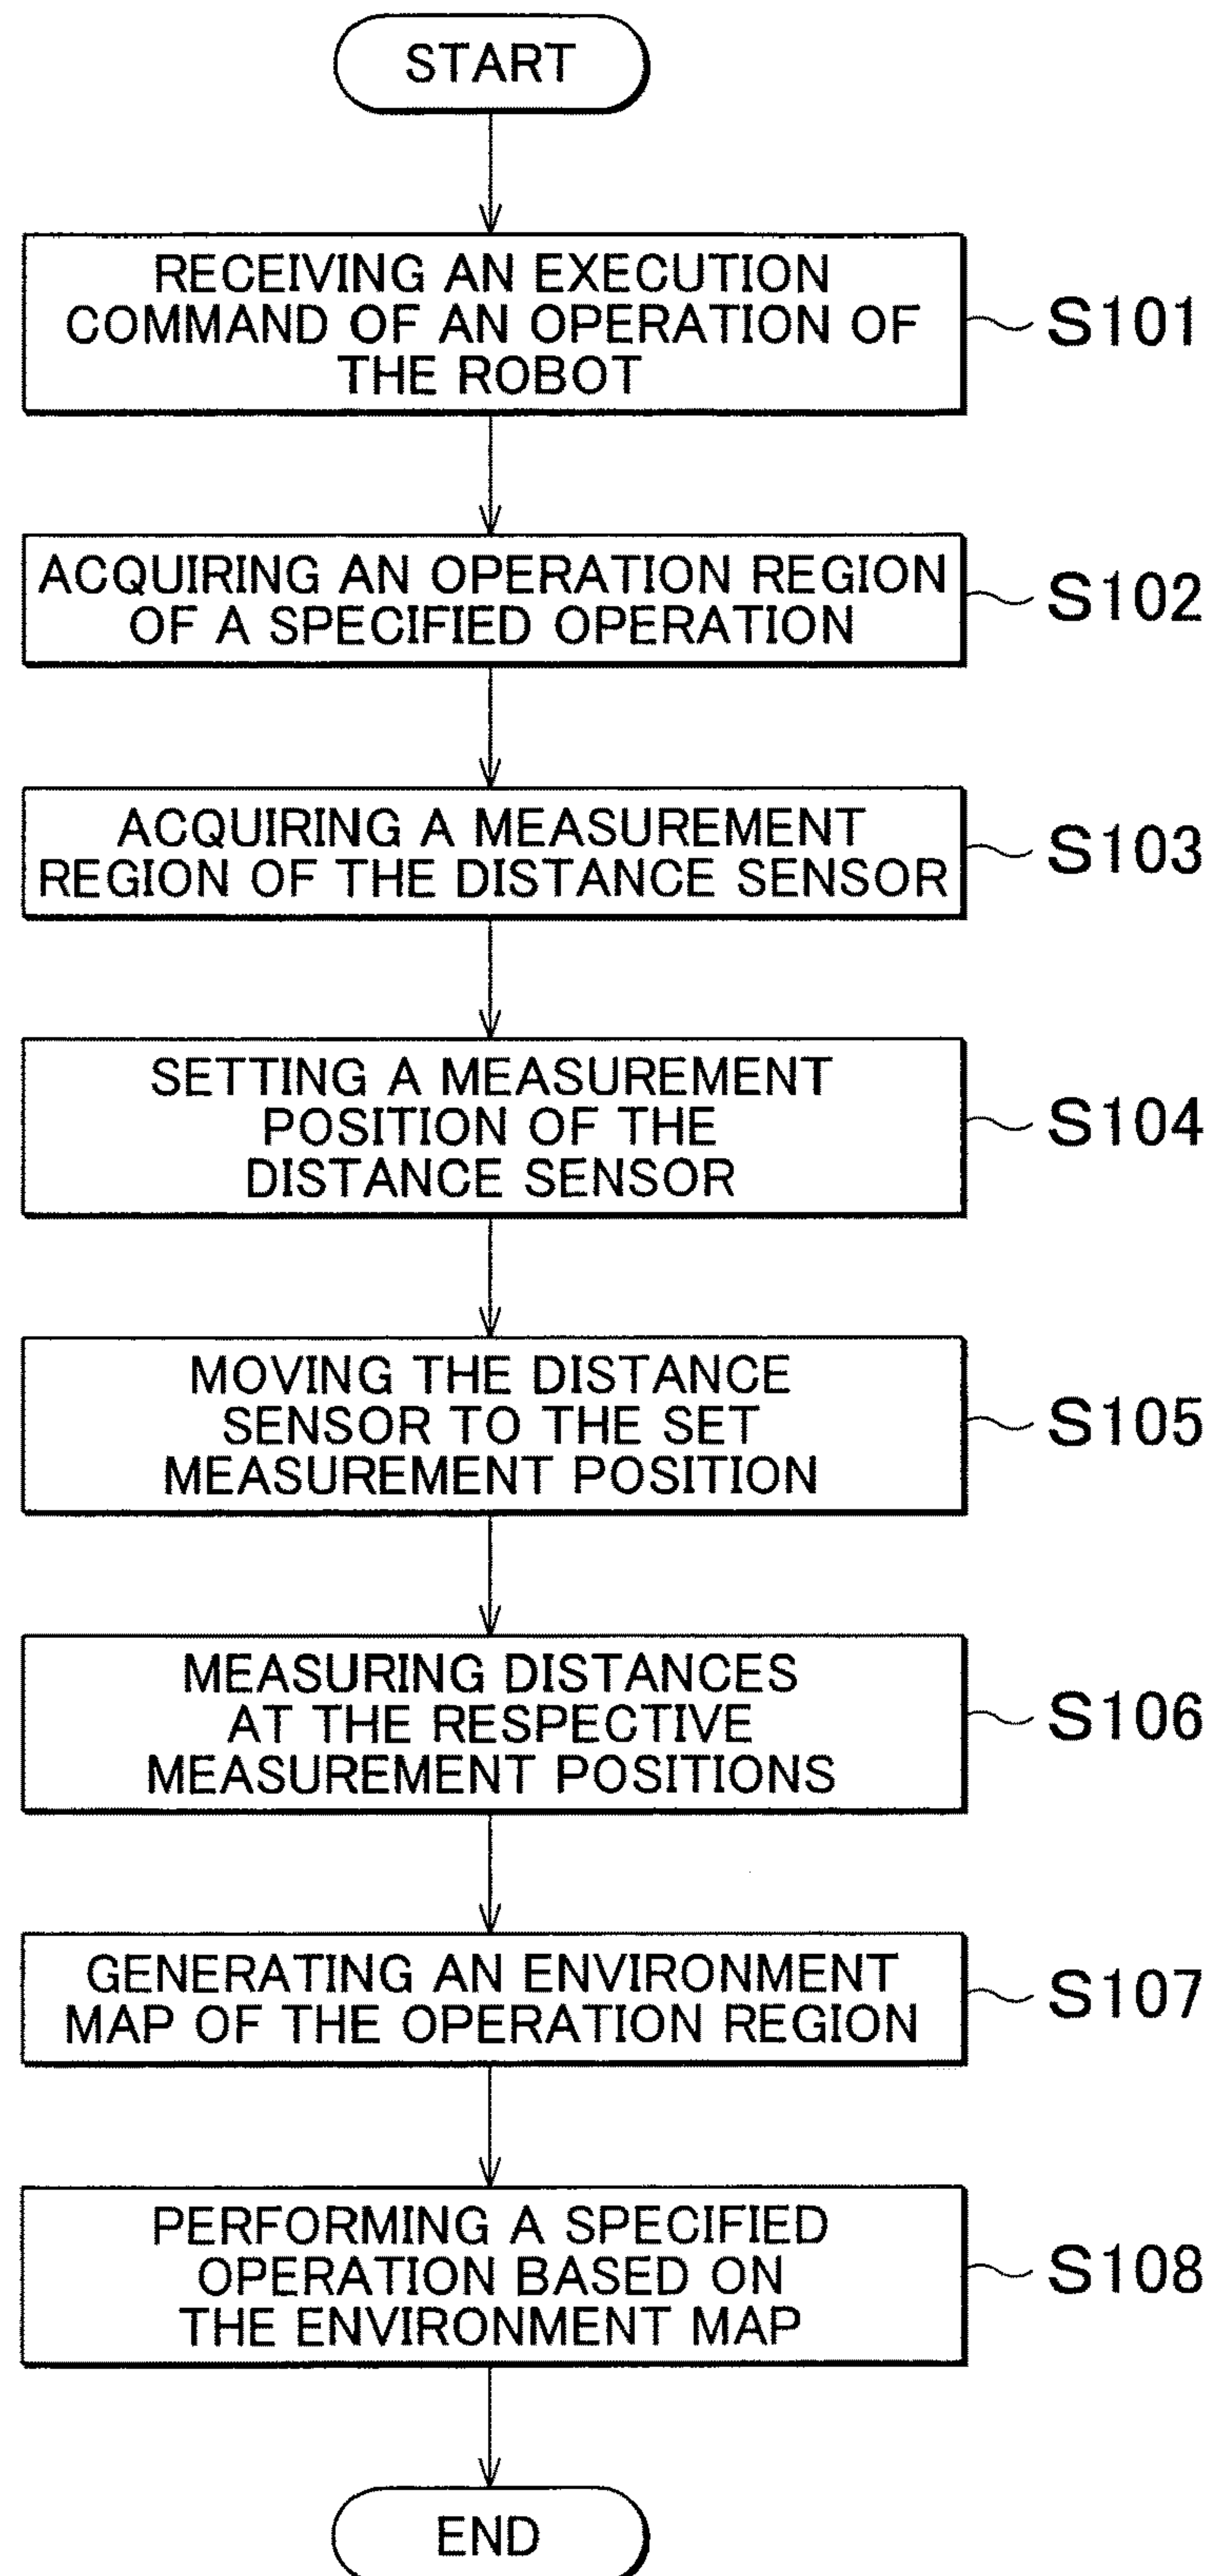 START
RECEIVING AN EXECUTION
COMMAND OF AN OPERATION OF
THE ROBOT
S101
ACQUIRING AN OPERATION REGION
OF A SPECIFIED OPERATION
S102
ACQUIRING A MEASUREMENT
REGION OF THE DISTANCE SENSOR
S103
SETTING A MEASUREMENT
POSITION OF THE
DISTANCE SENSOR
S104
MOVING THE DISTANCE
SENSOR TO THE SET
MEASUREMENT POSITION
S105
MEASURING DISTANCES
AT THE RESPECTIVE
MEASUREMENT POSITIONS
S106
GENERATING AN ENVIRONMENT
MAP OF THE OPERATION REGION
S107
PERFORMING A SPECIFIED
OPERATION BASED ON
THE ENVIRONMENT MAP
S108
END